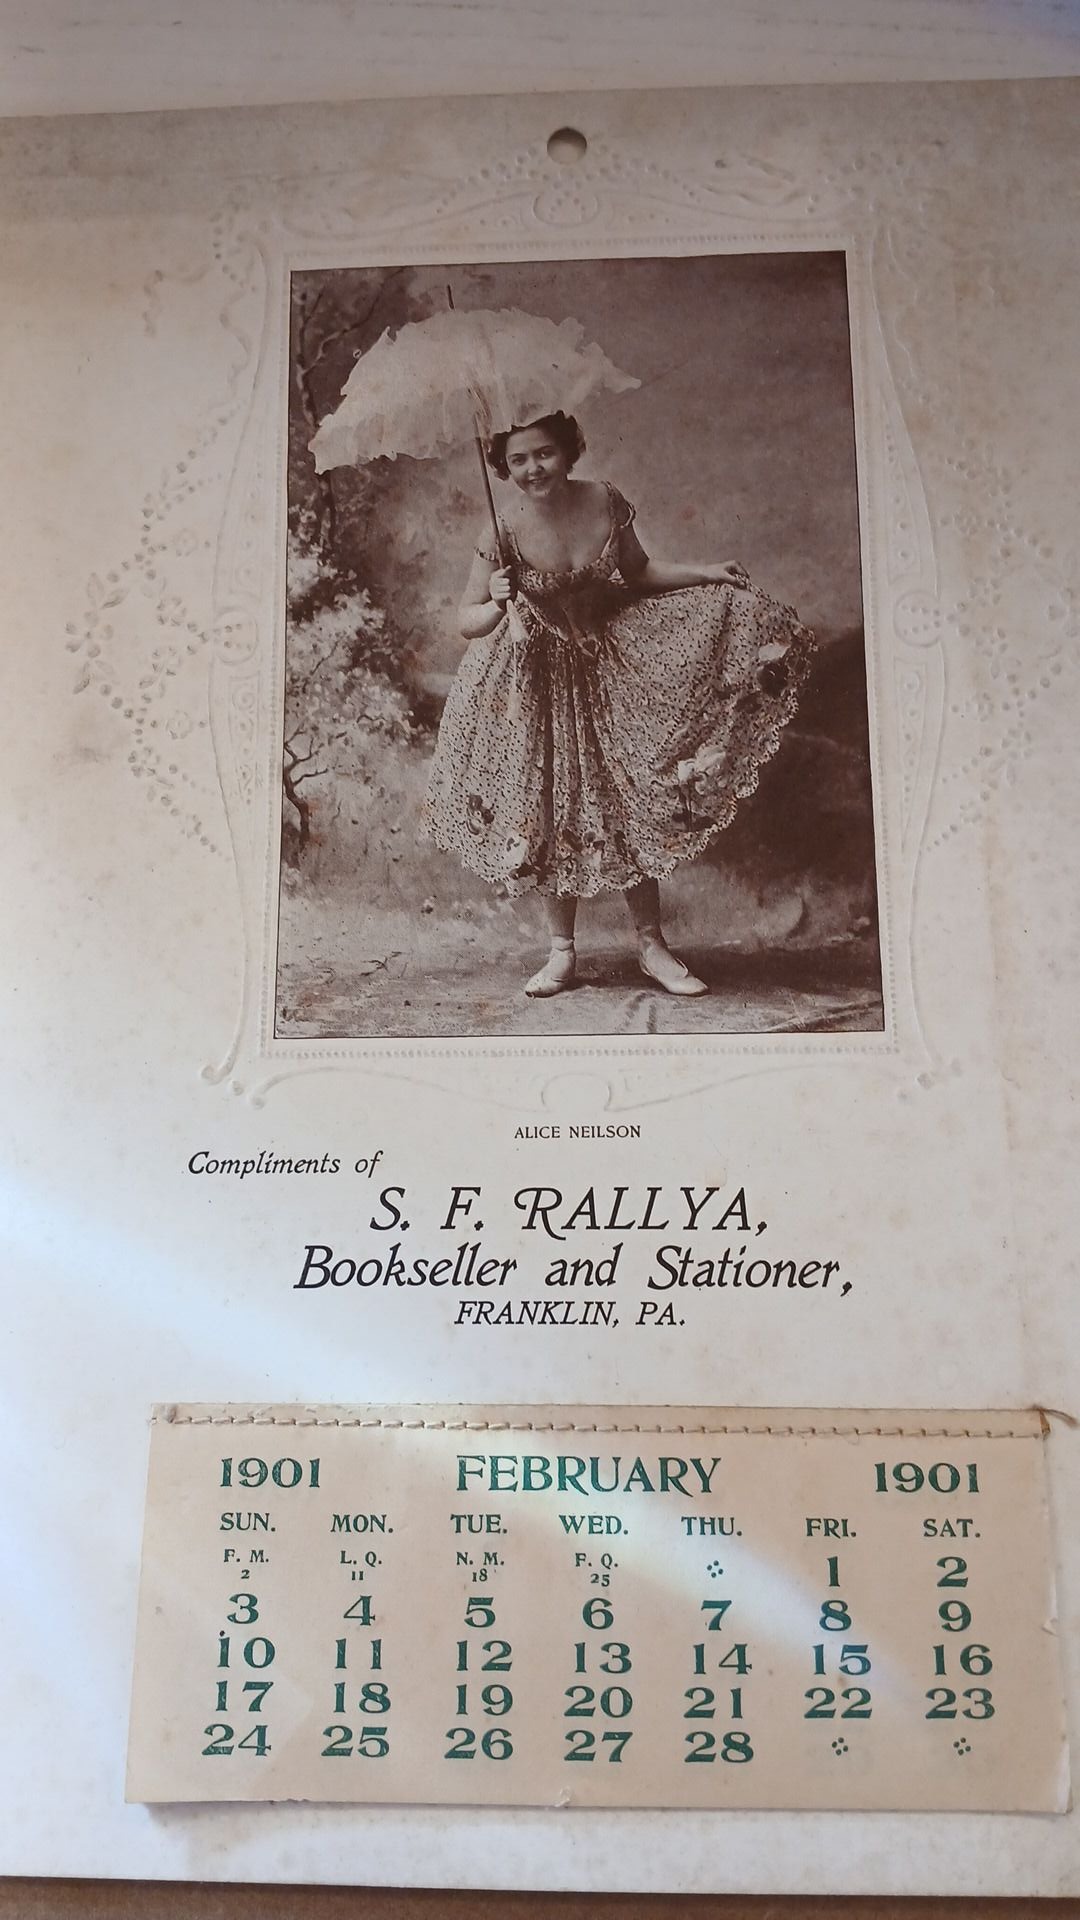 ALICE NEILSON
Compliments of
S. F. RALLYA,
Bookseller and Stationer,
FRANKLIN, PA.
1901 FEBRUARY 1901
SUN. MON. TUE. WED. THU. FRI. SAT.
F. M. 2 L. Q. 11 N. M. 18 F. Q. 25 1 2
3 4 5 6 7 8 9
10 11 12 13 14 15 16
17 18 19 20 21 22 23
24 25 26 27 28